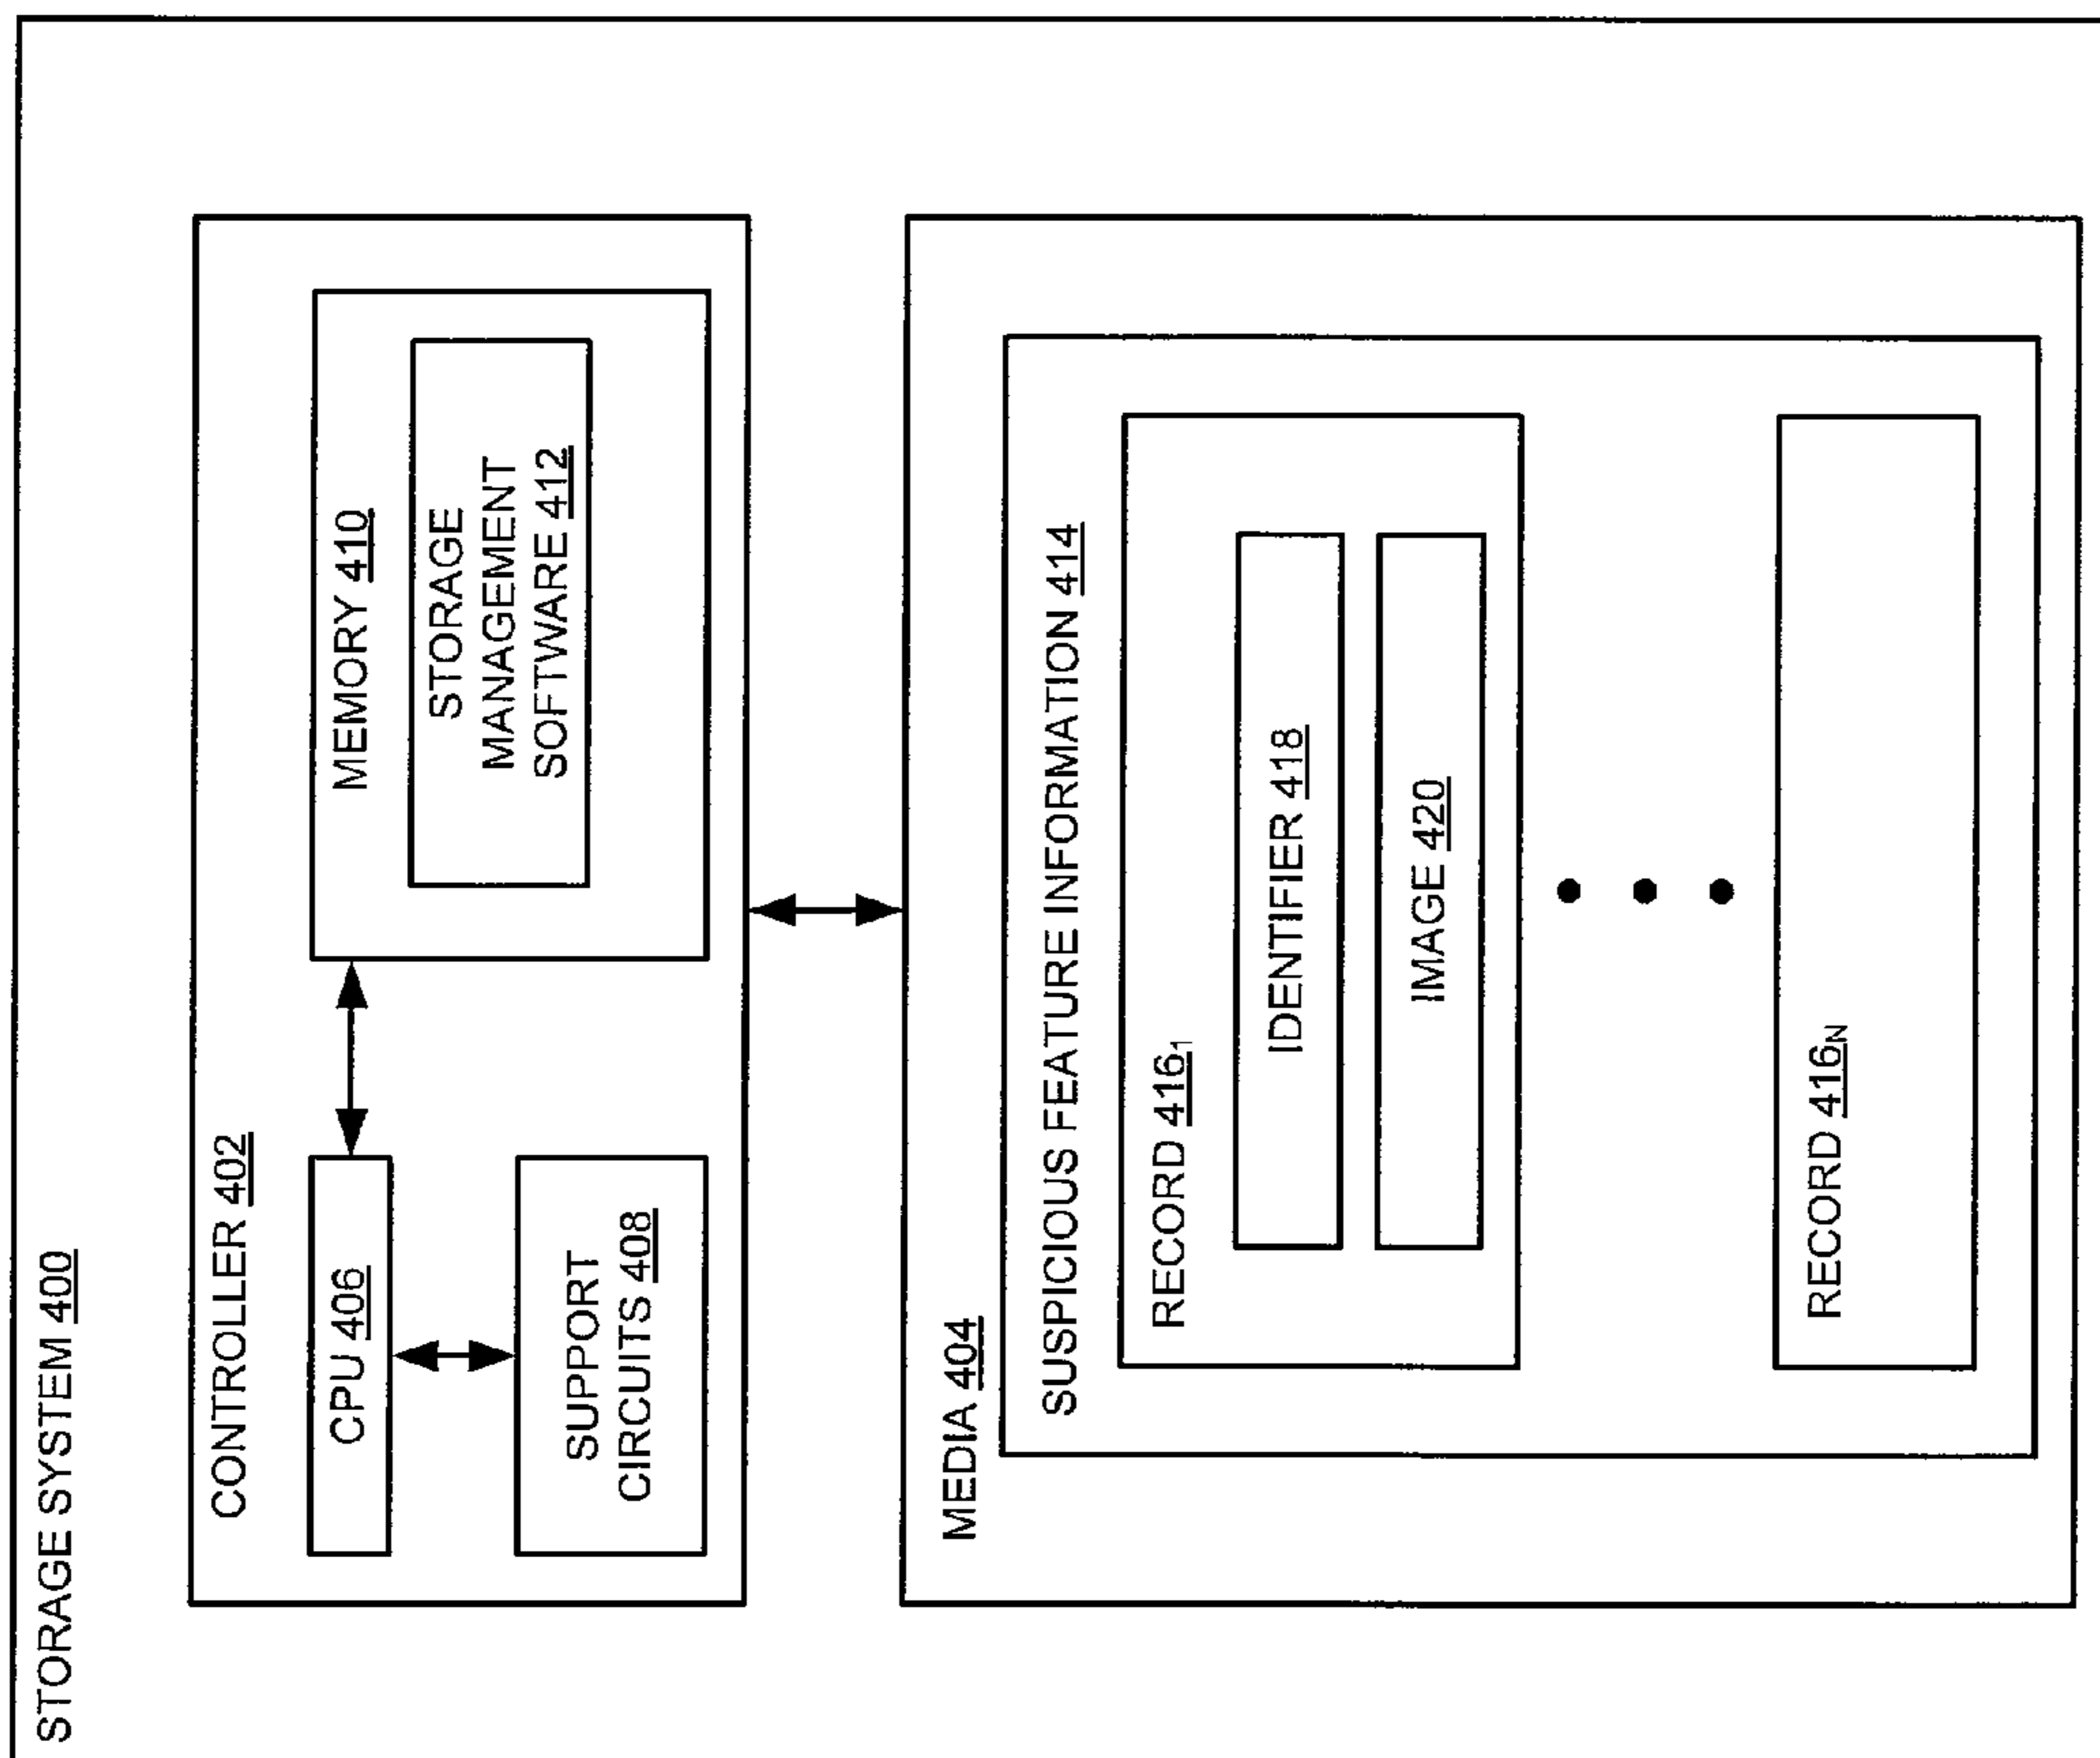 STORAGE SYSTEM 400
CONTROLLER 402
CPU 406
MEMORY 410
SUPPORT
CIRCUITS 408
STORAGE
MANAGEMENT
SOFTWARE 412
MEDIA 404
SUSPICIOUS FEATURE INFORMATION 414
RECORD 416₁
IDENTIFIER 418
IMAGE 420
RECORD 416_N